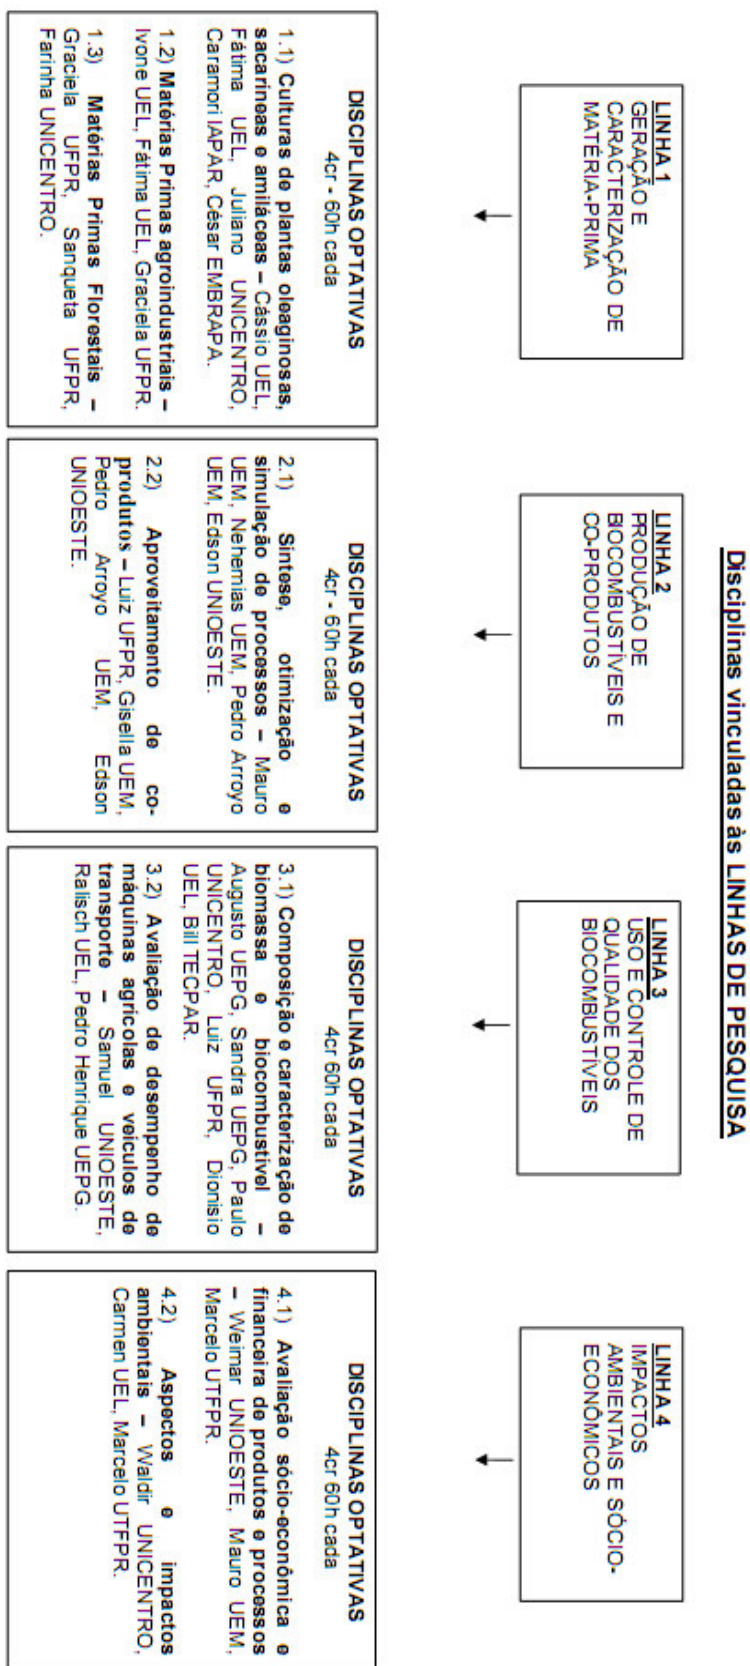 Disciplinas vinculadas às LINHAS DE PESQUISA
LINHA 1
GERAÇÃO E
CARACTERIZAÇÃO DE
MATÉRIA-PRIMA
DISCIPLINAS OPTATIVAS
4cr - 60h cada
1.1) Culturas de plantas oleaginosas,
sacaríneas e amiláceas – Cássio UEL,
Fátima UEL, Juliano UNICENTRO,
Caramori IAPAR, César EMBRAPA.
1.2) Matérias Primas agroindustriais –
Ivone UEL, Fátima UEL, Graciela UFPR.
1.3) Matérias Primas Florestais –
Graciela UFPR, Sanqueta UFPR,
Farinha UNICENTRO.
LINHA 2
PRODUÇÃO DE
BIOCOMBUSTÍVEIS E
CO-PRODUTOS
DISCIPLINAS OPTATIVAS
4cr - 60h cada
2.1) Síntese, otimização e
simulação de processos – Mauro
UEM, Nehemias UEM, Pedro Arroyo
UEM, Edson UNIOESTE.
2.2) Aproveitamento de co-
produtos – Luiz UFPR, Gisella UEM,
Pedro Arroyo UEM, Edson
UNIOESTE.
LINHA 3
USO E CONTROLE DE
QUALIDADE DOS
BIOCOMBUSTÍVEIS
DISCIPLINAS OPTATIVAS
4cr 60h cada
3.1) Composição e caracterização de
biomassa e biocombustível –
Augusto UEPG, Sandra UEPG, Paulo
UNICENTRO, Luiz UFPR, Dionisio
UEL, Bill TECPAR.
3.2) Avaliação de desempenho de
máquinas agrícolas e veículos de
transporte – Samuel UNIOESTE,
Ralisch UEL, Pedro Henrique UEPG.
LINHA 4
IMPACTOS
AMBIENTAIS E SÓCIO-
ECONÔMICOS
DISCIPLINAS OPTATIVAS
4cr 60h cada
4.1) Avaliação sócio-econômica e
financeira de produtos e processos
– Weimar UNIOESTE, Mauro UEM,
Marcelo UTFPR.
4.2) Aspectos e impactos
ambientais – Waldir UNICENTRO,
Carmen UEL, Marcelo UTFPR.